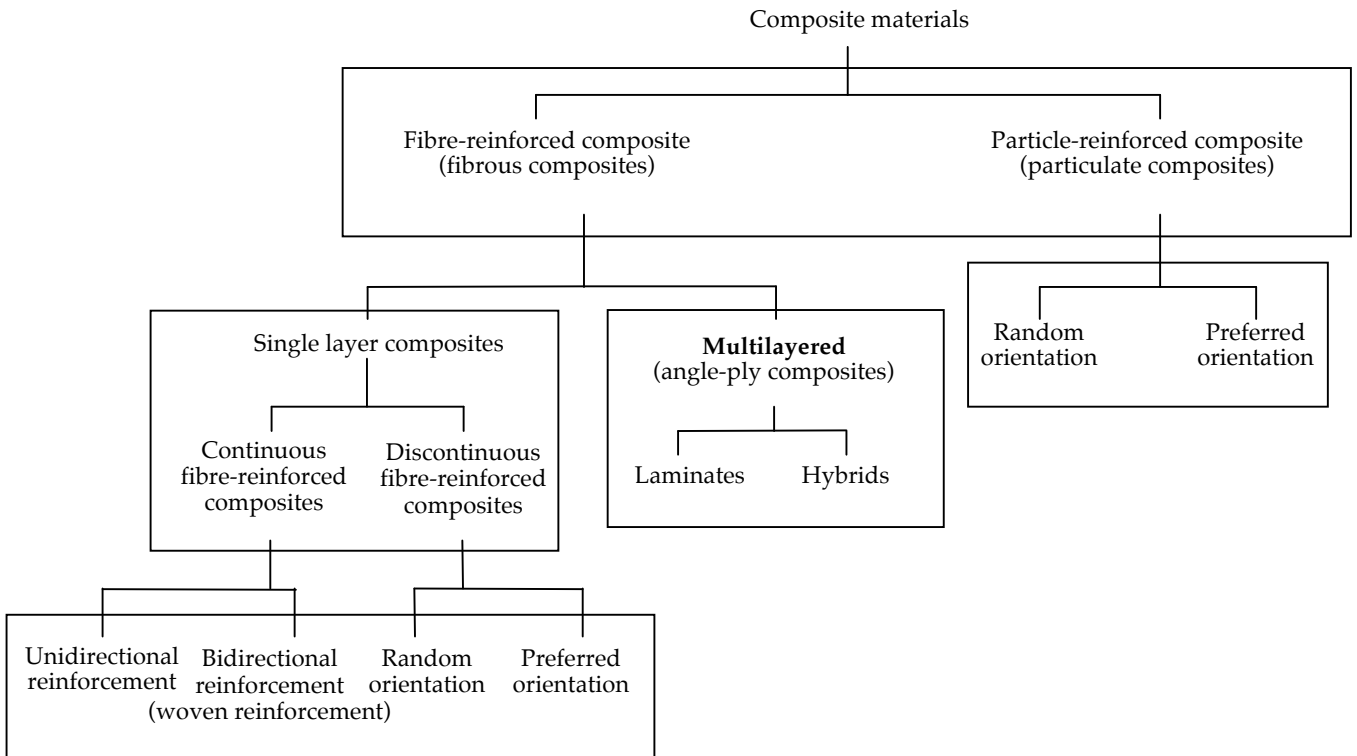 Composite materials
Fibre-reinforced composite
(fibrous composites)
Particle-reinforced composite
(particulate composites)
Single layer composites
Multilayered
(angle-ply composites)
Random
orientation
Preferred
orientation
Continuous
fibre-reinforced
composites
Discontinuous
fibre-reinforced
composites
Laminates
Hybrids
Unidirectional
reinforcement
Bidirectional
reinforcement
(woven reinforcement)
Random
orientation
Preferred
orientation